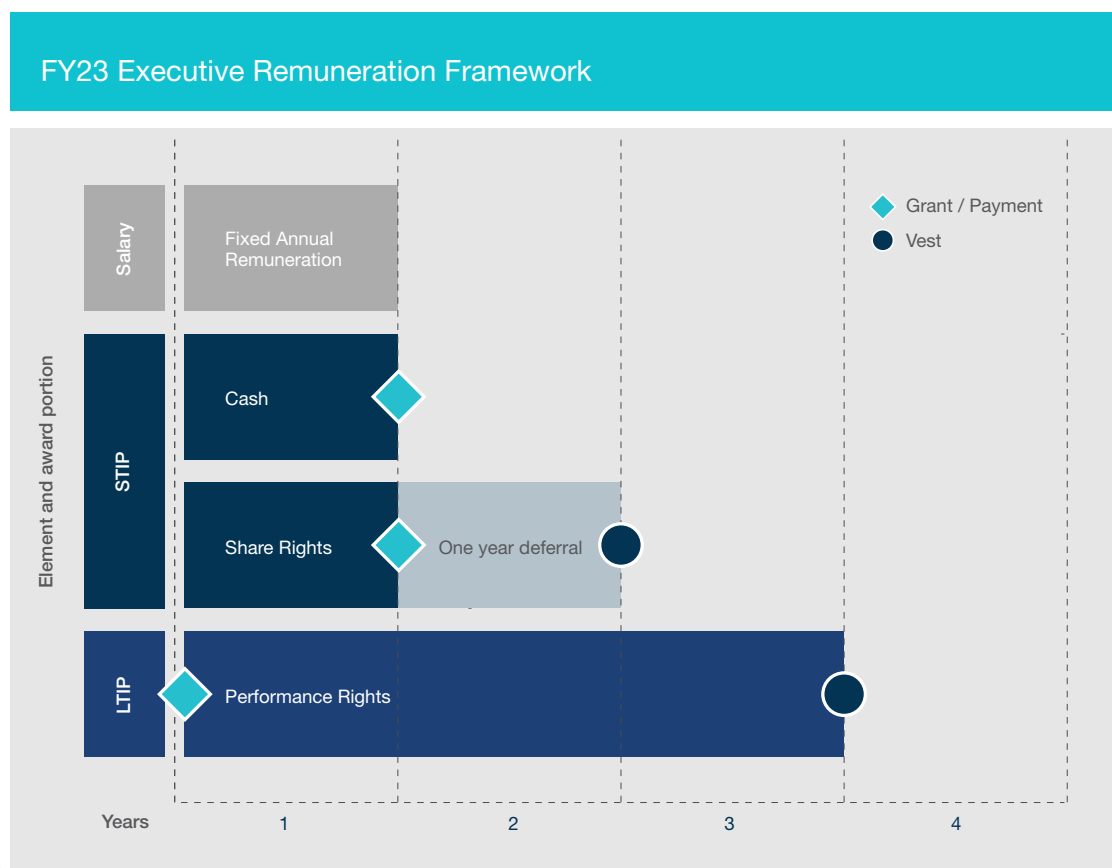 FY23 Executive Remuneration Framework
Grant / Payment
Vest
Element and award portion
Salary
Fixed Annual
Remuneration
STIP
Cash
Share Rights
One year deferral
LTIP
Performance Rights
Years
1
2
3
4